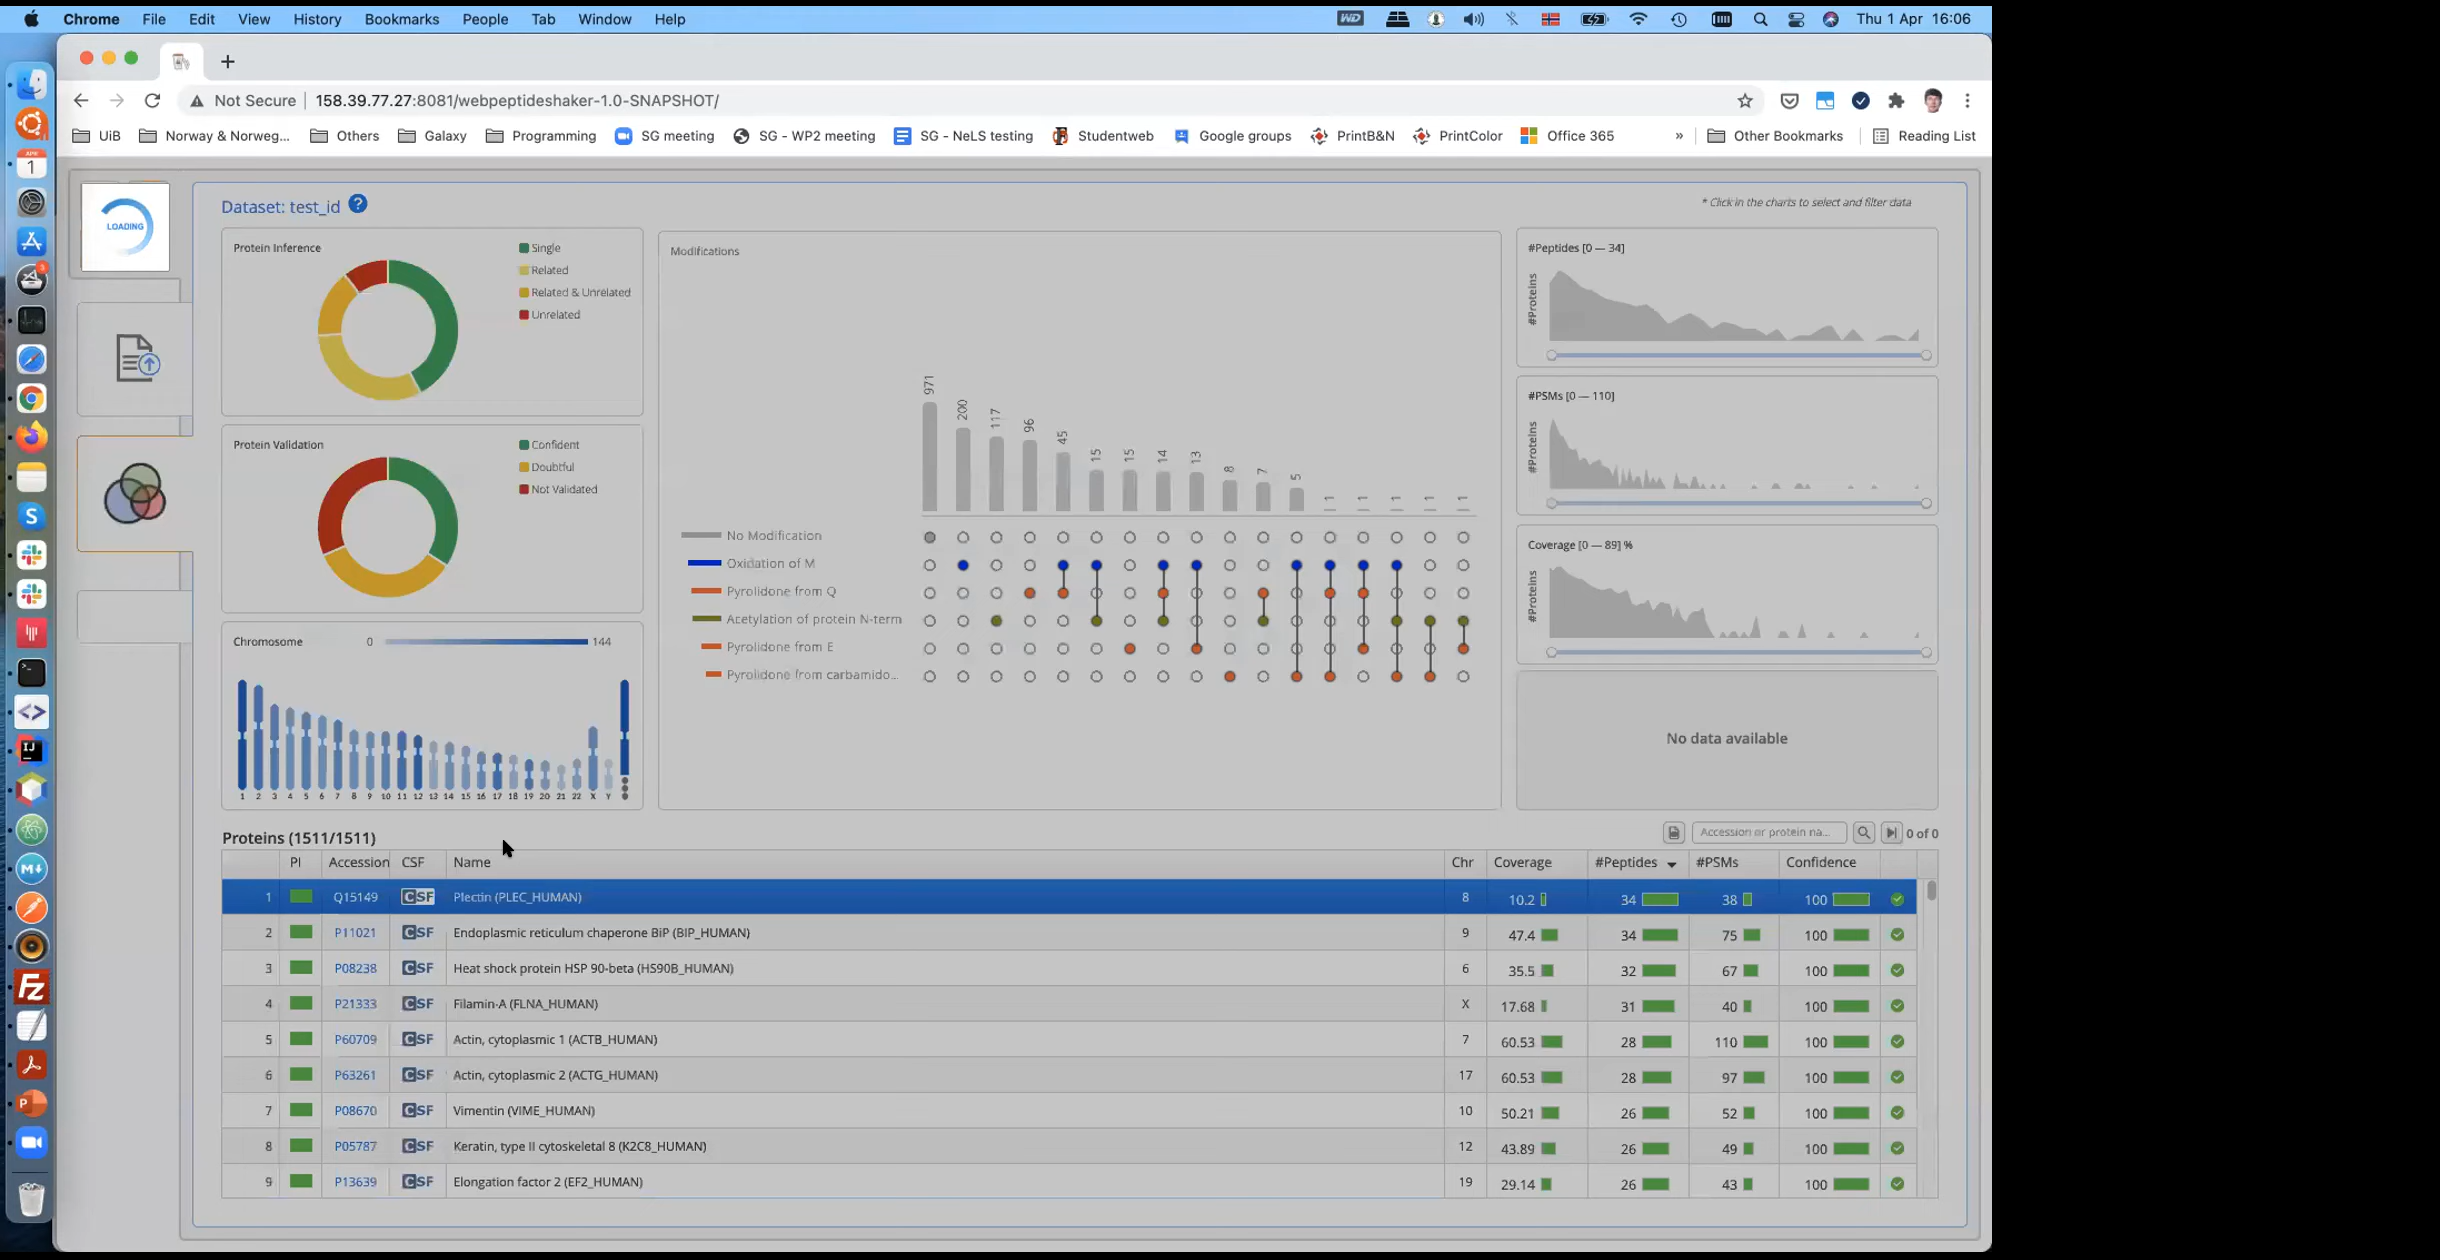 Chrome File Edit View History Bookmarks People Tab Window Help WD Thu 1 Apr 16:06
Not Secure 158.39.77.27:8081/webpeptideshaker-1.0-SNAPSHOT/
UiB Norway & Norweg... Others Galaxy Programming SG meeting SG - WP2 meeting SG - NeLS testing Studentweb Google groups PrintB&N PrintColor Office 365 » Other Bookmarks Reading List
LOADING
Dataset: test_id ?
* Click in the charts to select and filter data
Protein Inference
Single
Related
Related & Unrelated
Unrelated
Protein Validation
Confident
Doubtful
Not Validated
Chromosome 0 144
1 2 3 4 5 6 7 8 9 10 11 12 13 14 15 16 17 18 19 20 21 22 X Y
Modifications
971 200 117 96 45 15 15 14 13 8 7 5 1 1 1 1 1
No Modification
Oxidation of M
Pyrolidone from Q
Acetylation of protein N-term
Pyrolidone from E
Pyrolidone from carbamido...
#Peptides [0 — 34]
#Proteins
#PSMs [0 — 110]
#Proteins
Coverage [0 — 89] %
#Proteins
No data available
Proteins (1511/1511)
Accession or protein na... 0 of 0
PI Accession CSF Name Chr Coverage #Peptides #PSMs Confidence
1 Q15149 CSF Plectin (PLEC_HUMAN) 8 10.2 34 38 100
2 P11021 CSF Endoplasmic reticulum chaperone BiP (BIP_HUMAN) 9 47.4 34 75 100
3 P08238 CSF Heat shock protein HSP 90-beta (HS90B_HUMAN) 6 35.5 32 67 100
4 P21333 CSF Filamin-A (FLNA_HUMAN) X 17.68 31 40 100
5 P60709 CSF Actin, cytoplasmic 1 (ACTB_HUMAN) 7 60.53 28 110 100
6 P63261 CSF Actin, cytoplasmic 2 (ACTG_HUMAN) 17 60.53 28 97 100
7 P08670 CSF Vimentin (VIME_HUMAN) 10 50.21 26 52 100
8 P05787 CSF Keratin, type II cytoskeletal 8 (K2C8_HUMAN) 12 43.89 26 49 100
9 P13639 CSF Elongation factor 2 (EF2_HUMAN) 19 29.14 26 43 100